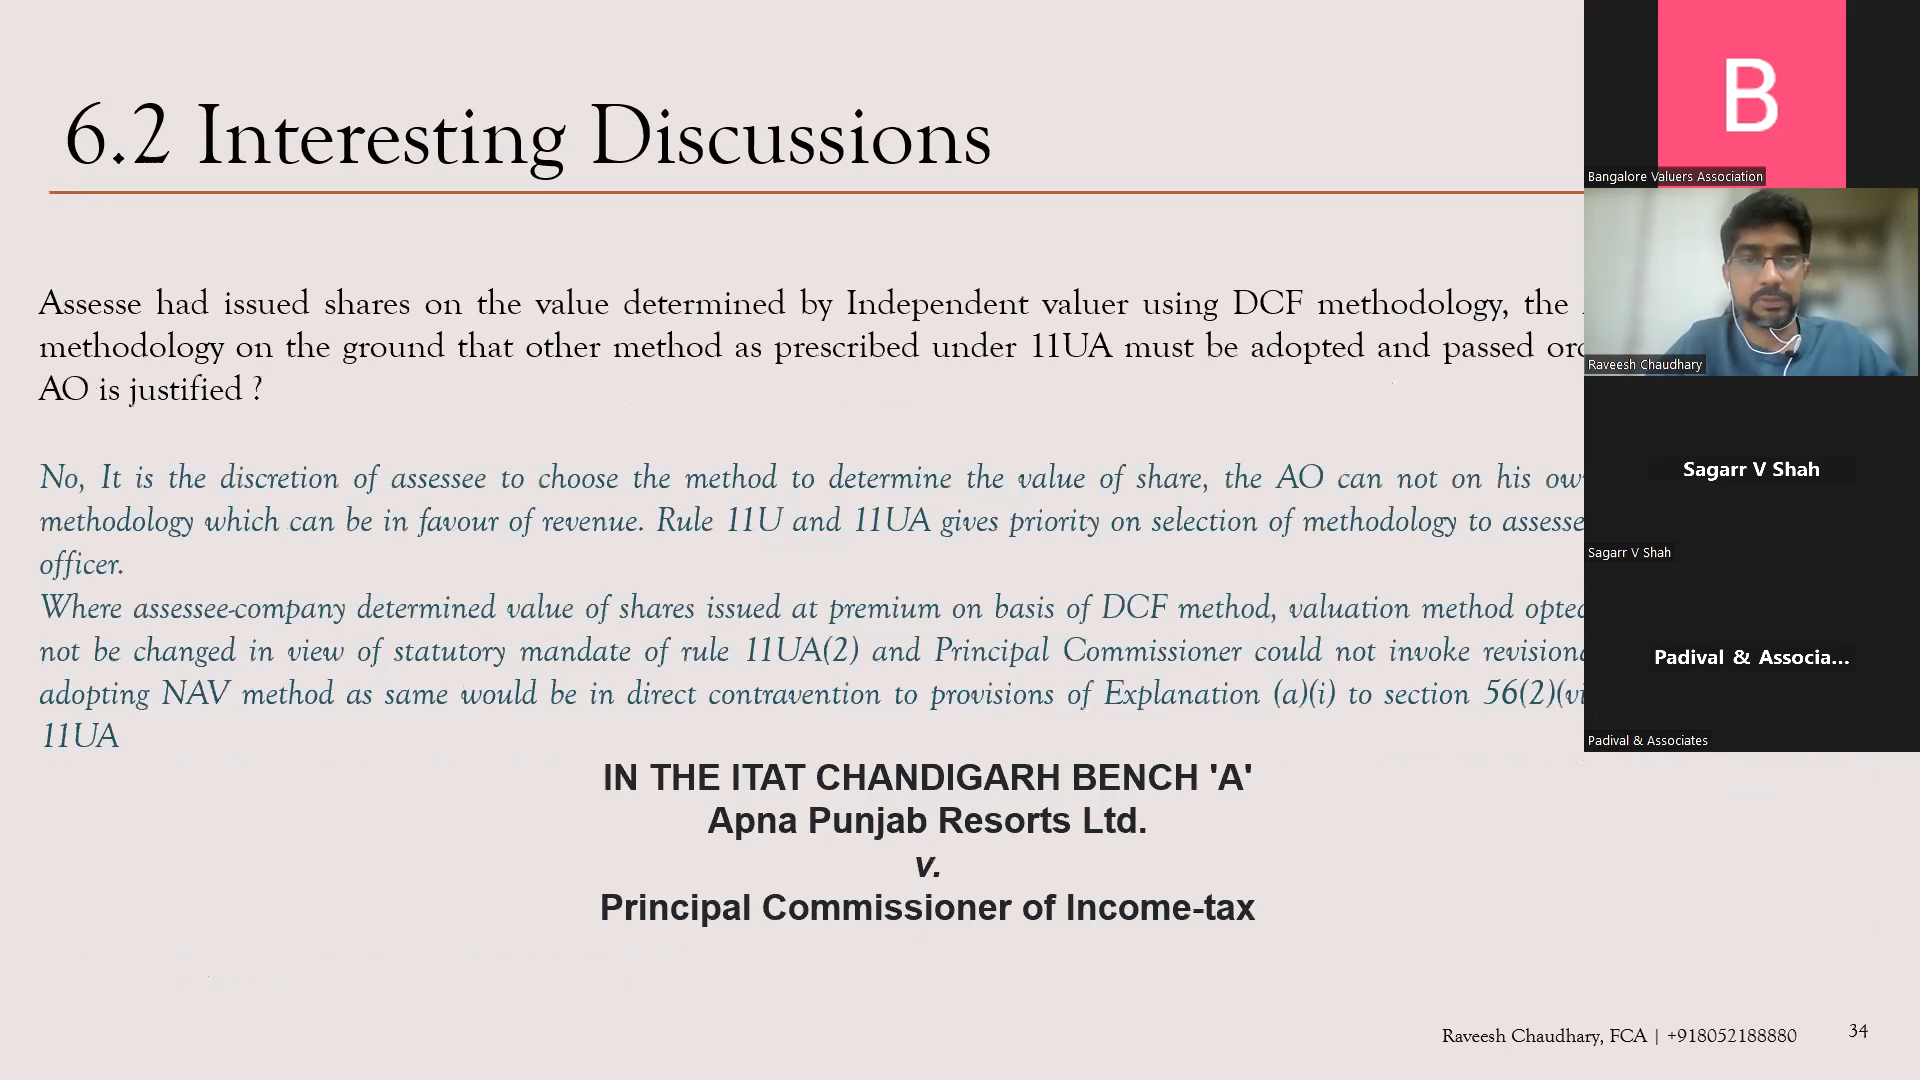 6.2 Interesting Discussions
Assesse had issued shares on the value determined by Independent valuer using DCF methodology, the
methodology on the ground that other method as prescribed under 11UA must be adopted and passed
AO is justified ?
No, It is the discretion of assessee to choose the method to determine the value of share, the AO can not on his
methodology which can be in favour of revenue. Rule 11U and 11UA gives priority on selection of methodology to
officer.
Where assessee-company determined value of shares issued at premium on basis of DCF method, valuation method
not be changed in view of statutory mandate of rule 11UA(2) and Principal Commissioner could not invoke
adopting NAV method as same would be in direct contravention to provisions of Explanation (a)(i) to section
11UA
IN THE ITAT CHANDIGARH BENCH 'A'
Apna Punjab Resorts Ltd.
v.
Principal Commissioner of Income-tax
Raveesh Chaudhary, FCA | +918052188880
34
B
Bangalore Valuers Association
Raveesh Chaudhary
Sagarr V Shah
Sagarr V Shah
Padival & Associa...
Padival & Associates